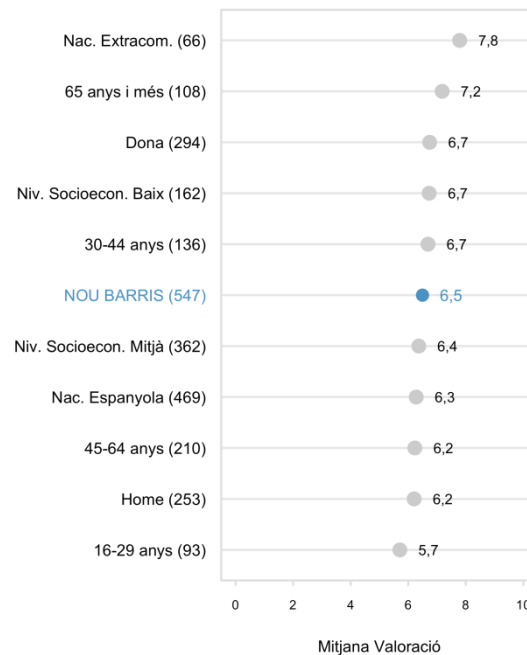 Nac. Extracom. (66) 7,8
65 anys i més (108) 7,2
Dona (294) 6,7
Niv. Socioecon. Baix (162) 6,7
30-44 anys (136) 6,7
NOU BARRIS (547) 6,5
Niv. Socioecon. Mitjà (362) 6,4
Nac. Espanyola (469) 6,3
45-64 anys (210) 6,2
Home (253) 6,2
16-29 anys (93) 5,7
0 2 4 6 8 10
Mitjana Valoració